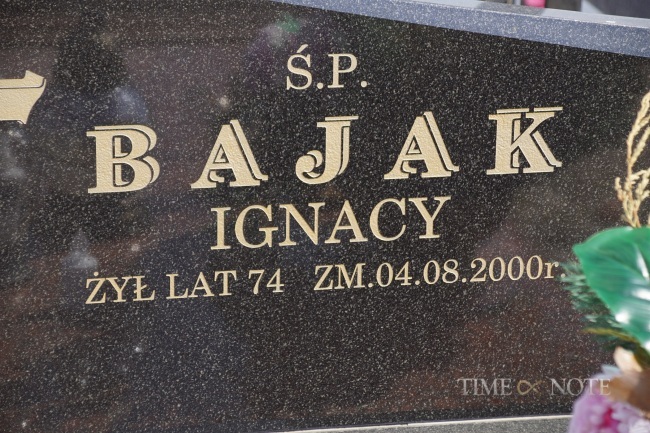 Ś.P.
BAJAK
IGNACY
ŻYŁ LAT 74 ZM.04.08.2000r.
TIME NOTE